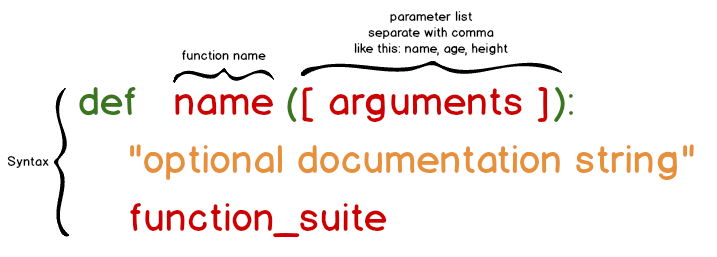 parameter list
separate with comma
like this: name, age, height
function name
def name ([ arguments ]):
Syntax
"optional documentation string"
function_suite